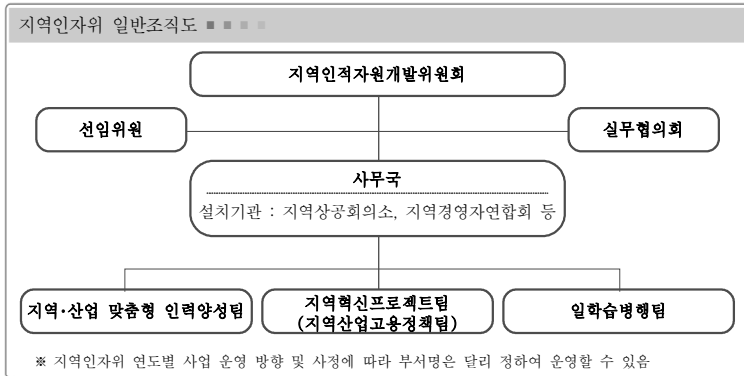 지역인자위 일반조직도
지역인적자원개발위원회
선임위원
실무협의회
사무국
설치기관 : 지역상공회의소, 지역경영자연합회 등
지역·산업 맞춤형 인력양성팀
지역혁신프로젝트팀
(지역산업고용정책팀)
일학습병행팀
※ 지역인자위 연도별 사업 운영 방향 및 사정에 따라 부서명은 달리 정하여 운영할 수 있음